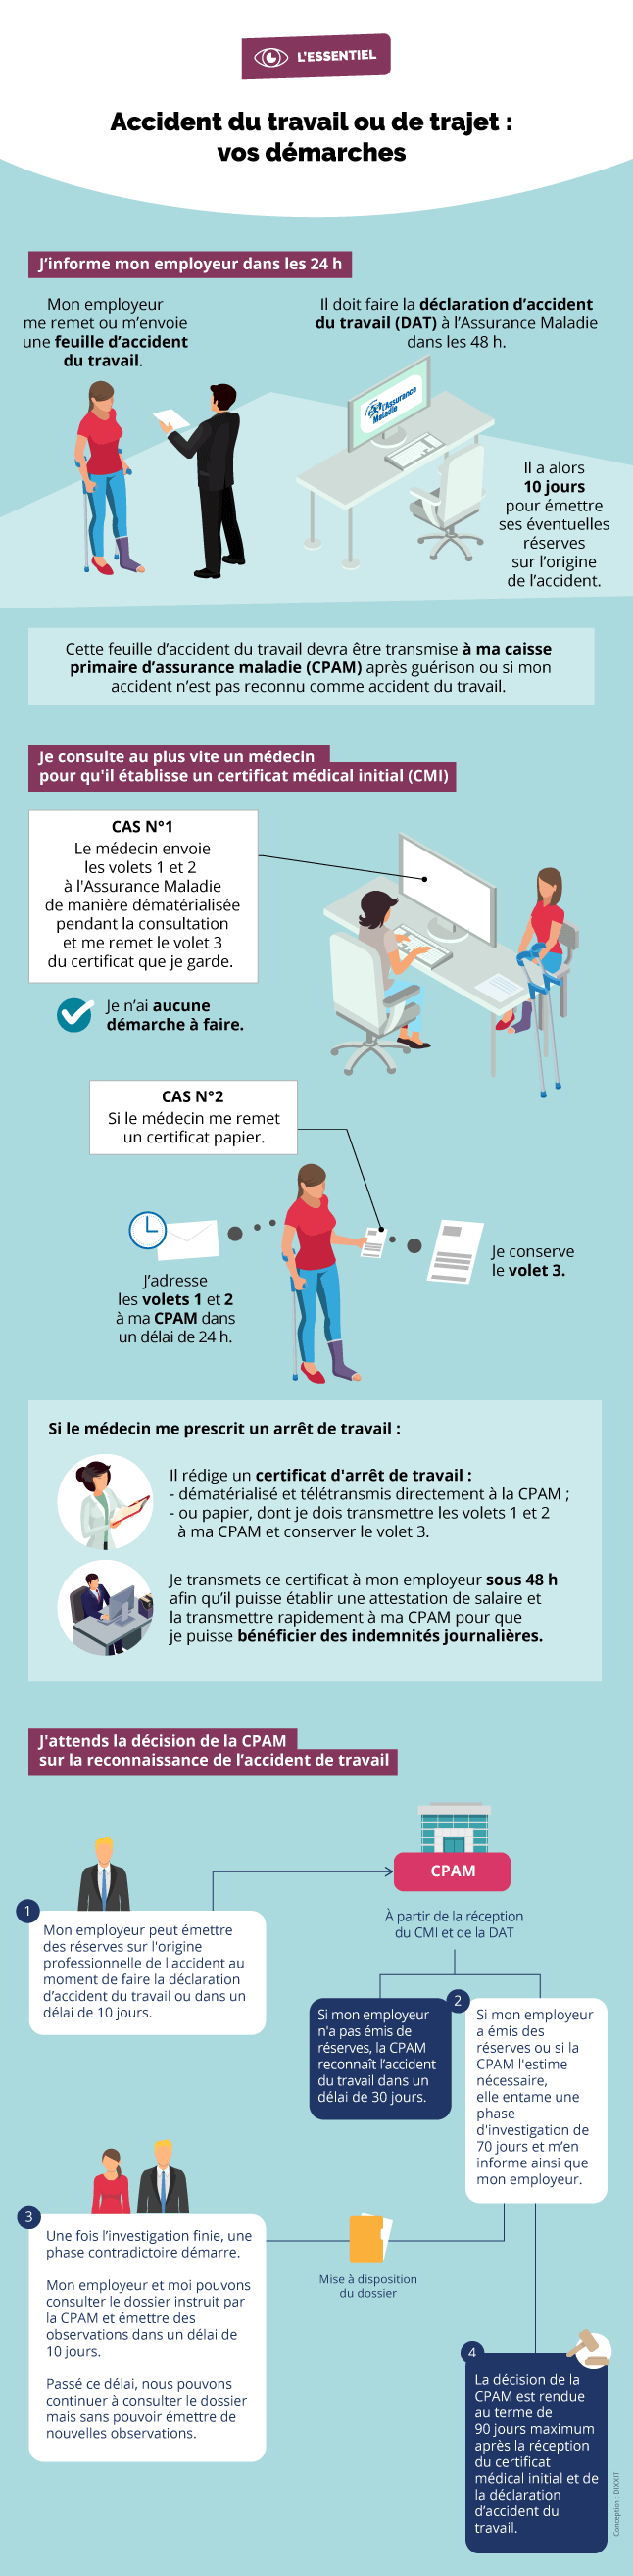 L'ESSENTIEL
Accident du travail ou de trajet :
vos démarches
J'informe mon employeur dans les 24 h
Mon employeur
me remet ou m'envoie
une feuille d'accident
du travail.
Il doit faire la déclaration d'accident
du travail (DAT) à l'Assurance Maladie
dans les 48 h.
l'Assurance
Maladie
Il a alors
10 jours
pour émettre
ses éventuelles
réserves
sur l'origine
de l'accident.
Cette feuille d'accident du travail devra être transmise à ma caisse
primaire d'assurance maladie (CPAM) après guérison ou si mon
accident n'est pas reconnu comme accident du travail.
Je consulte au plus vite un médecin
pour qu'il établisse un certificat médical initial (CMI)
CAS N°1
Le médecin envoie
les volets 1 et 2
à l'Assurance Maladie
de manière dématérialisée
pendant la consultation
et me remet le volet 3
du certificat que je garde.
Je n'ai aucune
démarche à faire.
CAS N°2
Si le médecin me remet
un certificat papier.
J'adresse
les volets 1 et 2
à ma CPAM dans
un délai de 24 h.
Je conserve
le volet 3.
Si le médecin me prescrit un arrêt de travail :
Il rédige un certificat d'arrêt de travail :
- dématérialisé et télétransmis directement à la CPAM ;
- ou papier, dont je dois transmettre les volets 1 et 2
à ma CPAM et conserver le volet 3.
Je transmets ce certificat à mon employeur sous 48 h
afin qu'il puisse établir une attestation de salaire et
la transmettre rapidement à ma CPAM pour que
je puisse bénéficier des indemnités journalières.
J'attends la décision de la CPAM
sur la reconnaissance de l'accident de travail
CPAM
1
Mon employeur peut émettre
des réserves sur l'origine
professionnelle de l'accident au
moment de faire la déclaration
d'accident du travail ou dans un
délai de 10 jours.
À partir de la réception
du CMI et de la DAT
2
Si mon employeur
n'a pas émis de
réserves, la CPAM
reconnaît l'accident
du travail dans un
délai de 30 jours.
Si mon employeur
a émis des
réserves ou si la
CPAM l'estime
nécessaire,
elle entame une
phase
d'investigation de
70 jours et m'en
informe ainsi que
mon employeur.
3
Une fois l'investigation finie, une
phase contradictoire démarre.
Mon employeur et moi pouvons
consulter le dossier instruit par
la CPAM et émettre des
observations dans un délai de
10 jours.
Passé ce délai, nous pouvons
continuer à consulter le dossier
mais sans pouvoir émettre de
nouvelles observations.
Mise à disposition
du dossier
4
La décision de la
CPAM est rendue
au terme de
90 jours maximum
après la réception
du certificat
médical initial et de
la déclaration
d'accident du
travail.
Conception : DIXXIT